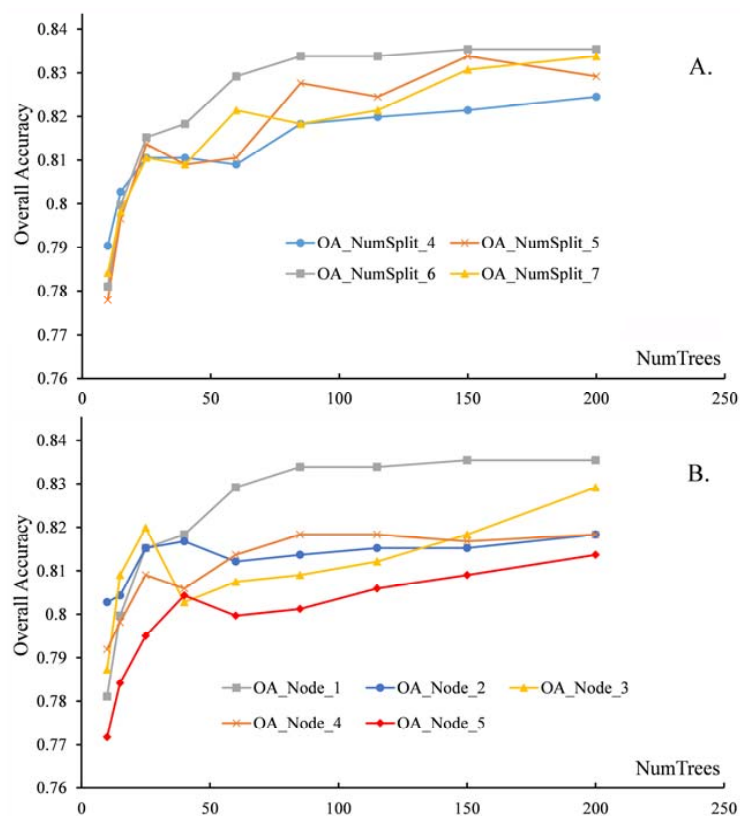 0.84
A.
0.83
0.82
0.81
0.8
0.79
0.78
0.77
0.76
Overall Accuracy
OA_NumSplit_4 OA_NumSplit_5
OA_NumSplit_6 OA_NumSplit_7
NumTrees
0 50 100 150 200 250
0.84
B.
0.83
0.82
0.81
0.8
0.79
0.78
0.77
0.76
Overall Accuracy
OA_Node_1 OA_Node_2 OA_Node_3
OA_Node_4 OA_Node_5
NumTrees
0 50 100 150 200 250